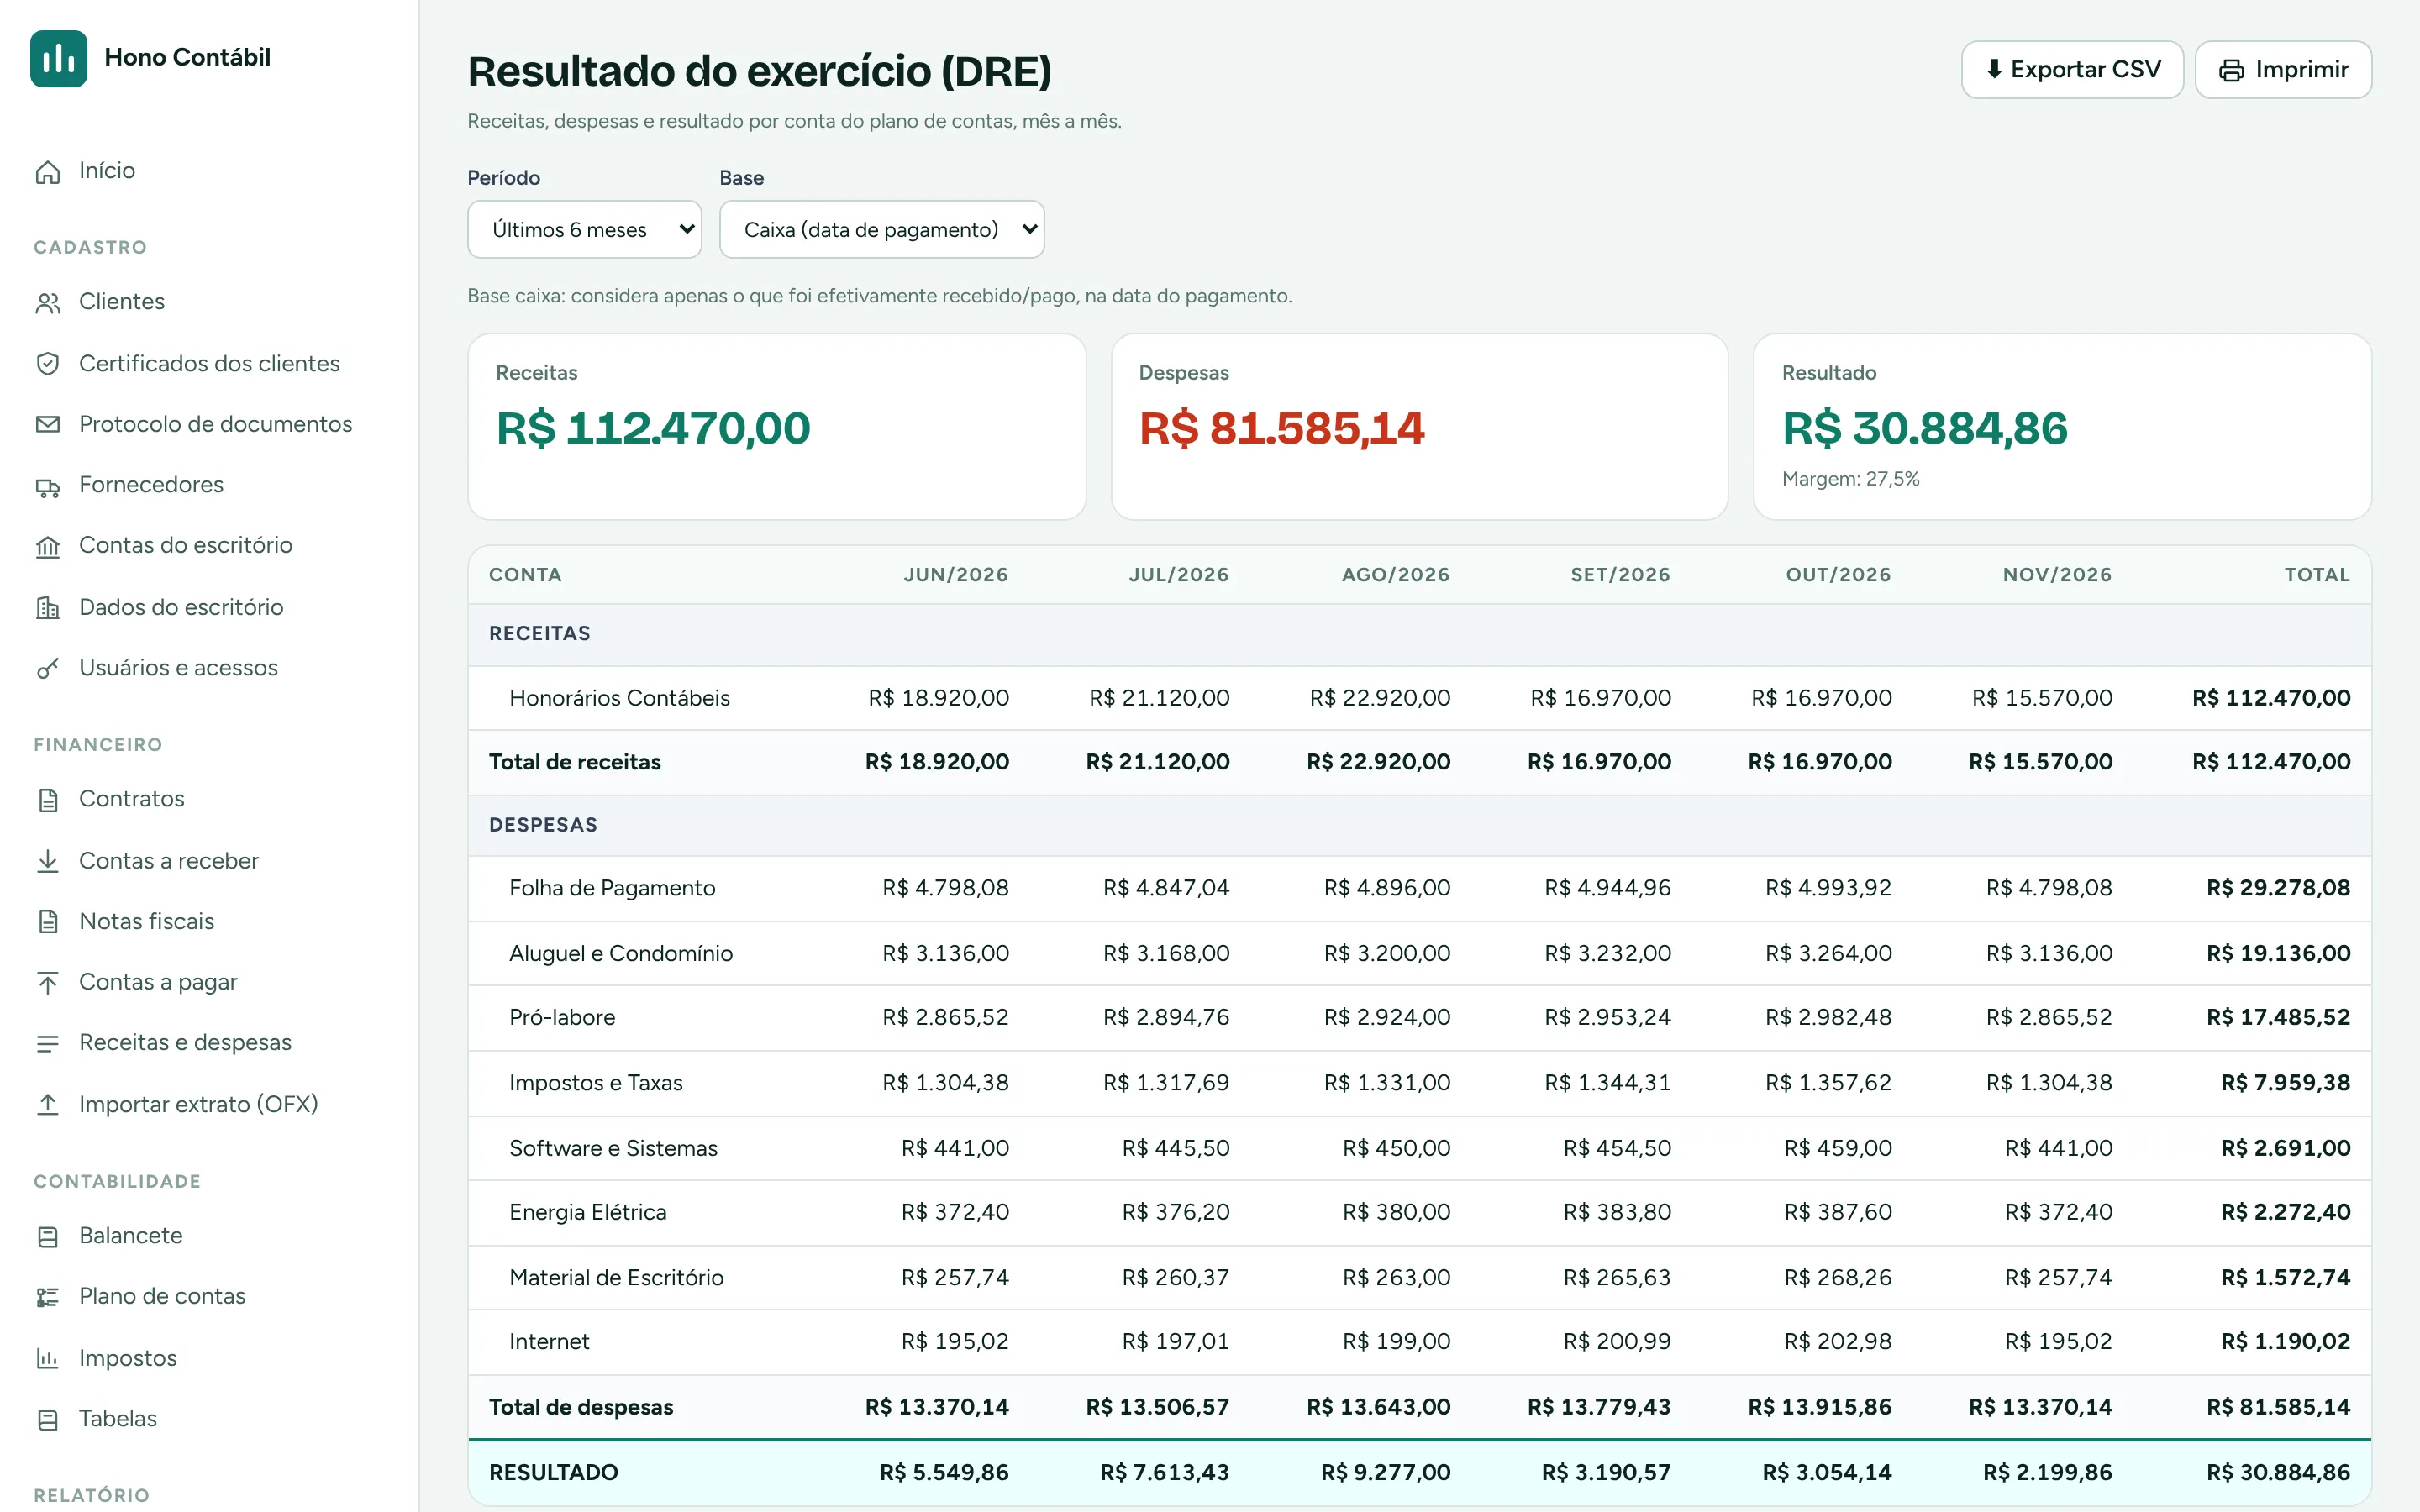 Hono Contábil
Início
CADASTRO
Clientes
Certificados dos clientes
Protocolo de documentos
Fornecedores
Contas do escritório
Dados do escritório
Usuários e acessos
FINANCEIRO
Contratos
Contas a receber
Notas fiscais
Contas a pagar
Receitas e despesas
Importar extrato (OFX)
CONTABILIDADE
Balancete
Plano de contas
Impostos
Tabelas
RELATÓRIO
Resultado do exercício (DRE)
Exportar CSV
Imprimir
Receitas, despesas e resultado por conta do plano de contas, mês a mês.
Período Base
Últimos 6 meses Caixa (data de pagamento)
Base caixa: considera apenas o que foi efetivamente recebido/pago, na data do pagamento.
Receitas
R$ 112.470,00
Despesas
R$ 81.585,14
Resultado
R$ 30.884,86
Margem: 27,5%
CONTA JUN/2026 JUL/2026 AGO/2026 SET/2026 OUT/2026 NOV/2026 TOTAL
RECEITAS
Honorários Contábeis R$ 18.920,00 R$ 21.120,00 R$ 22.920,00 R$ 16.970,00 R$ 16.970,00 R$ 15.570,00 R$ 112.470,00
Total de receitas R$ 18.920,00 R$ 21.120,00 R$ 22.920,00 R$ 16.970,00 R$ 16.970,00 R$ 15.570,00 R$ 112.470,00
DESPESAS
Folha de Pagamento R$ 4.798,08 R$ 4.847,04 R$ 4.896,00 R$ 4.944,96 R$ 4.993,92 R$ 4.798,08 R$ 29.278,08
Aluguel e Condomínio R$ 3.136,00 R$ 3.168,00 R$ 3.200,00 R$ 3.232,00 R$ 3.264,00 R$ 3.136,00 R$ 19.136,00
Pró-labore R$ 2.865,52 R$ 2.894,76 R$ 2.924,00 R$ 2.953,24 R$ 2.982,48 R$ 2.865,52 R$ 17.485,52
Impostos e Taxas R$ 1.304,38 R$ 1.317,69 R$ 1.331,00 R$ 1.344,31 R$ 1.357,62 R$ 1.304,38 R$ 7.959,38
Software e Sistemas R$ 441,00 R$ 445,50 R$ 450,00 R$ 454,50 R$ 459,00 R$ 441,00 R$ 2.691,00
Energia Elétrica R$ 372,40 R$ 376,20 R$ 380,00 R$ 383,80 R$ 387,60 R$ 372,40 R$ 2.272,40
Material de Escritório R$ 257,74 R$ 260,37 R$ 263,00 R$ 265,63 R$ 268,26 R$ 257,74 R$ 1.572,74
Internet R$ 195,02 R$ 197,01 R$ 199,00 R$ 200,99 R$ 202,98 R$ 195,02 R$ 1.190,02
Total de despesas R$ 13.370,14 R$ 13.506,57 R$ 13.643,00 R$ 13.779,43 R$ 13.915,86 R$ 13.370,14 R$ 81.585,14
RESULTADO R$ 5.549,86 R$ 7.613,43 R$ 9.277,00 R$ 3.190,57 R$ 3.054,14 R$ 2.199,86 R$ 30.884,86